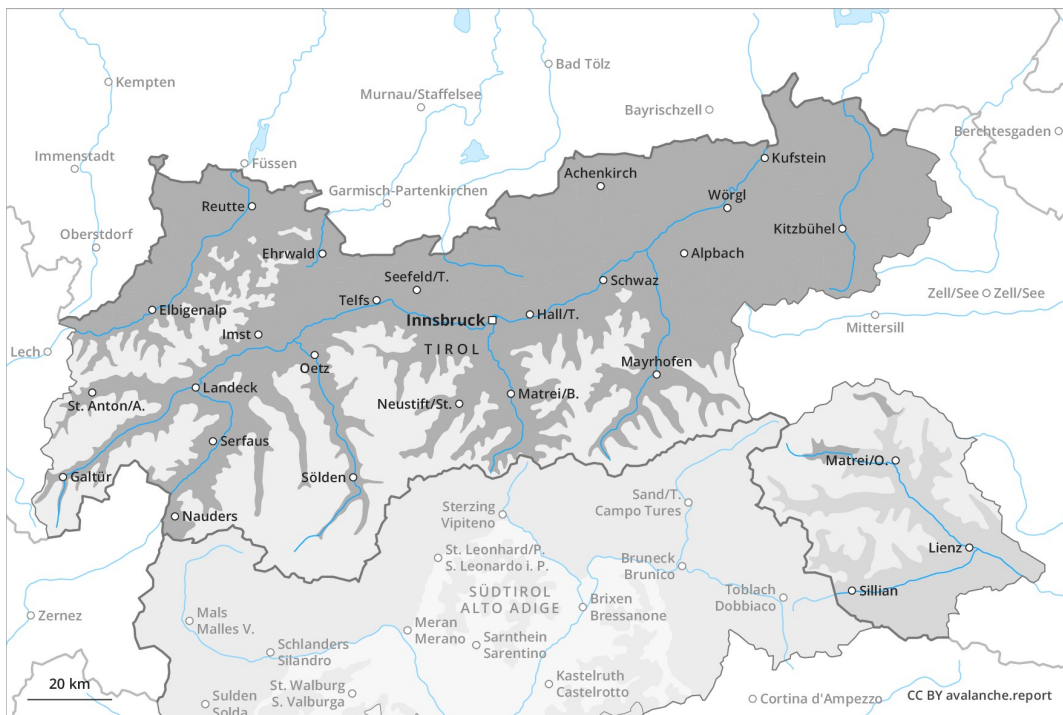 Kempten
Bad Tölz
Murnau/Staffelsee
Bayrischzell
Berchtesgaden
Immenstadt
Füssen
Kufstein
Achenkirch
Garmisch-Partenkirchen
Reutte
Wörgl
Kitzbühel
Oberstdorf
Ehrwald
Alpbach
Seefeld/T.
Schwaz
Telfs
Zell/See
Zell/See
Elbigenalp
Innsbruck
Hall/T.
Mittersill
Imst
TIROL
Lech
Oetz
Mayrhofen
Landeck
St. Anton/A.
Neustift/St.
Matrei/B.
Serfaus
Matrei/O.
Galtür
Sölden
Sand/T.
Campo Tures
Sterzing
Vipiteno
Nauders
Lienz
St. Leonhard/P.
S. Leonardo i. P.
Bruneck
Brunico
SÜDTIROL
ALTO ADIGE
Sillian
Toblach
Dobbiaco
Brixen
Bressanone
Zernez
Mals
Malles V.
Meran
Merano
Schlanders
Silandro
Sarnthein
Sarentino
Kastelruth
Castelrotto
20 km
St. Walburg
S. Valburga
Sulden
Solda
Cortina d'Ampezzo
CC BY avalanche.report